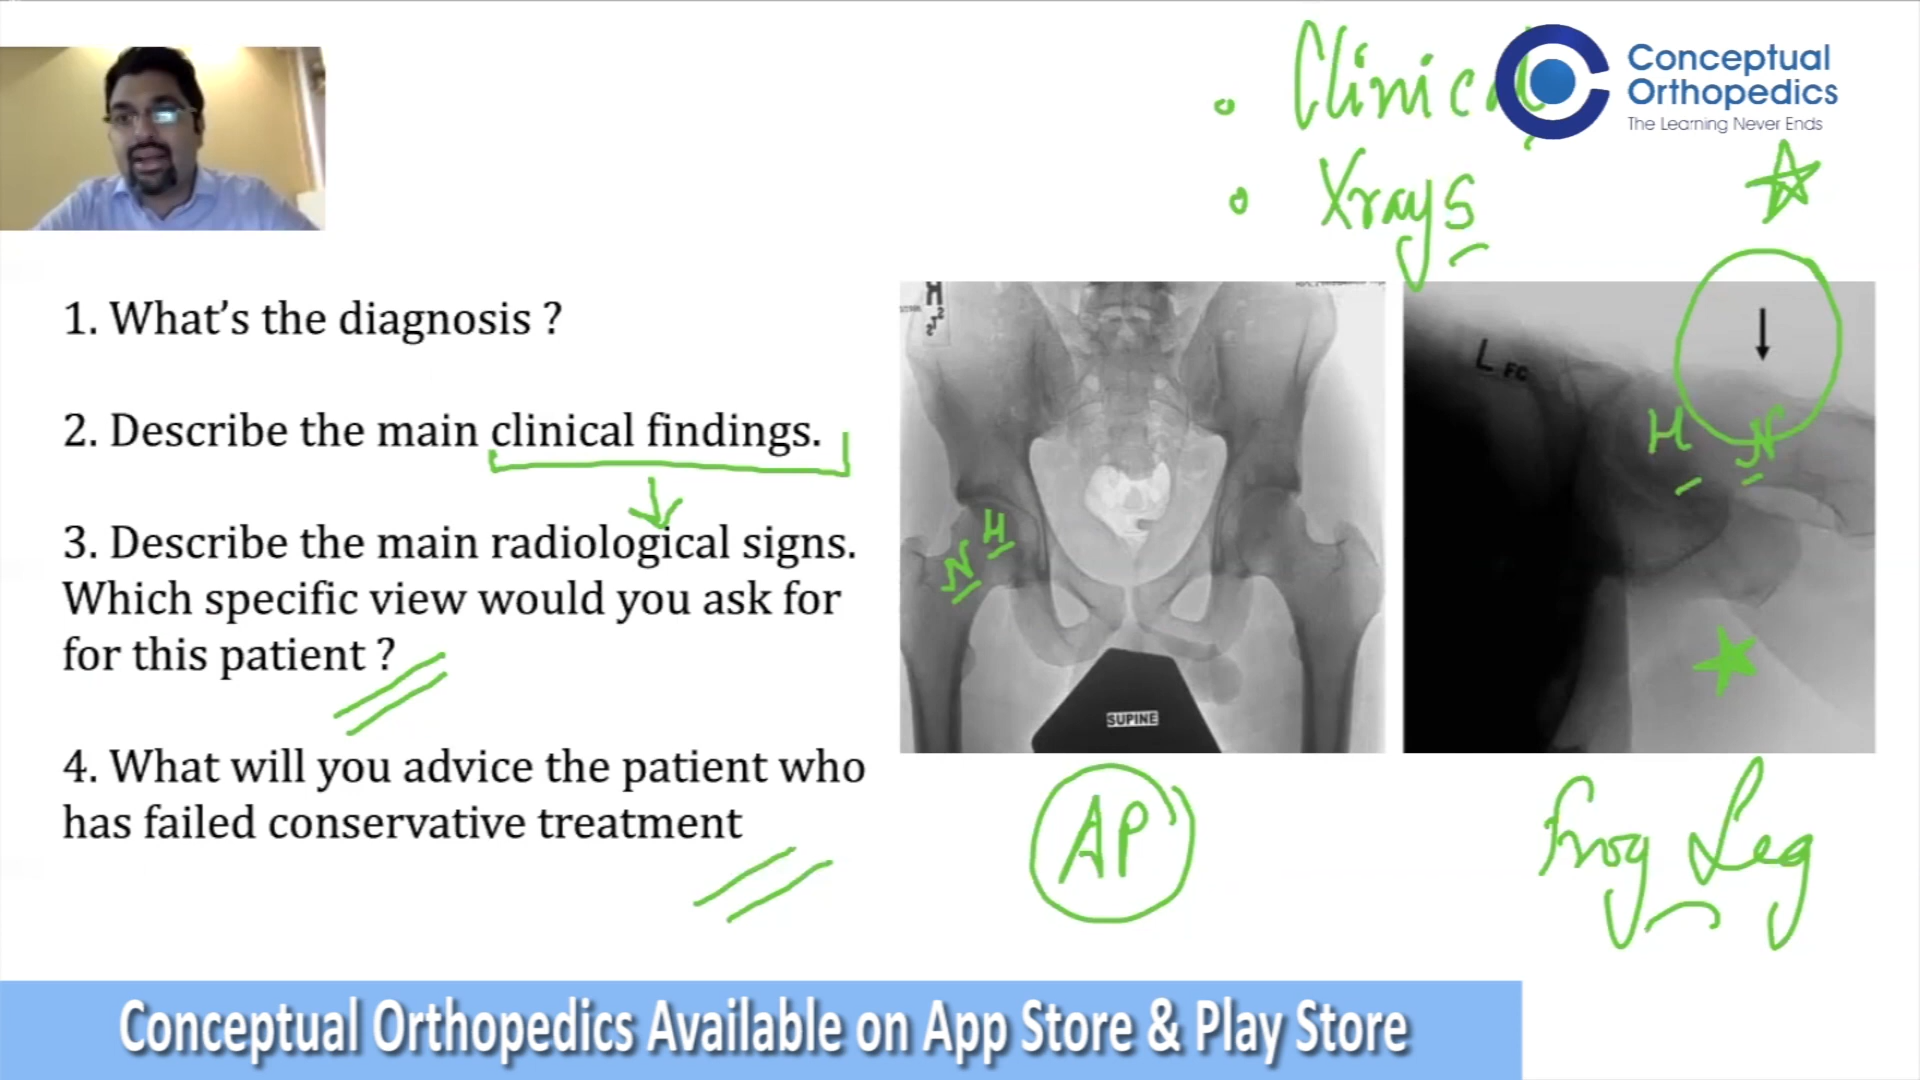 Clinical
Conceptual
Orthopedics
The Learning Never Ends
Xrays
1. What’s the diagnosis ?
2. Describe the main clinical findings.
3. Describe the main radiological signs.
Which specific view would you ask for
for this patient ?
4. What will you advice the patient who
has failed conservative treatment
L FC
H N
N H
SUPINE
AP
Frog Leg
Conceptual Orthopedics Available on App Store & Play Store